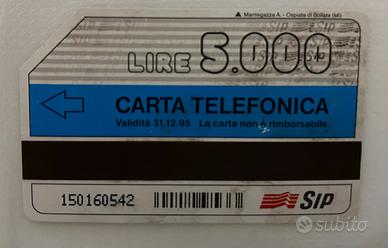 ▲ Mantegazza A. - Ospiate di Bollate (MI)
LIRE 5.000
CARTA TELEFONICA
Validità 31.12.95 La carta non è rimborsabile.
150160542
SIP
subito